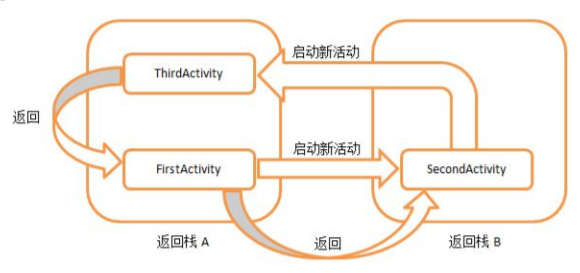 启动新活动
ThirdActivity
返回
启动新活动
FirstActivity
SecondActivity
返回栈 A
返回
返回栈 B